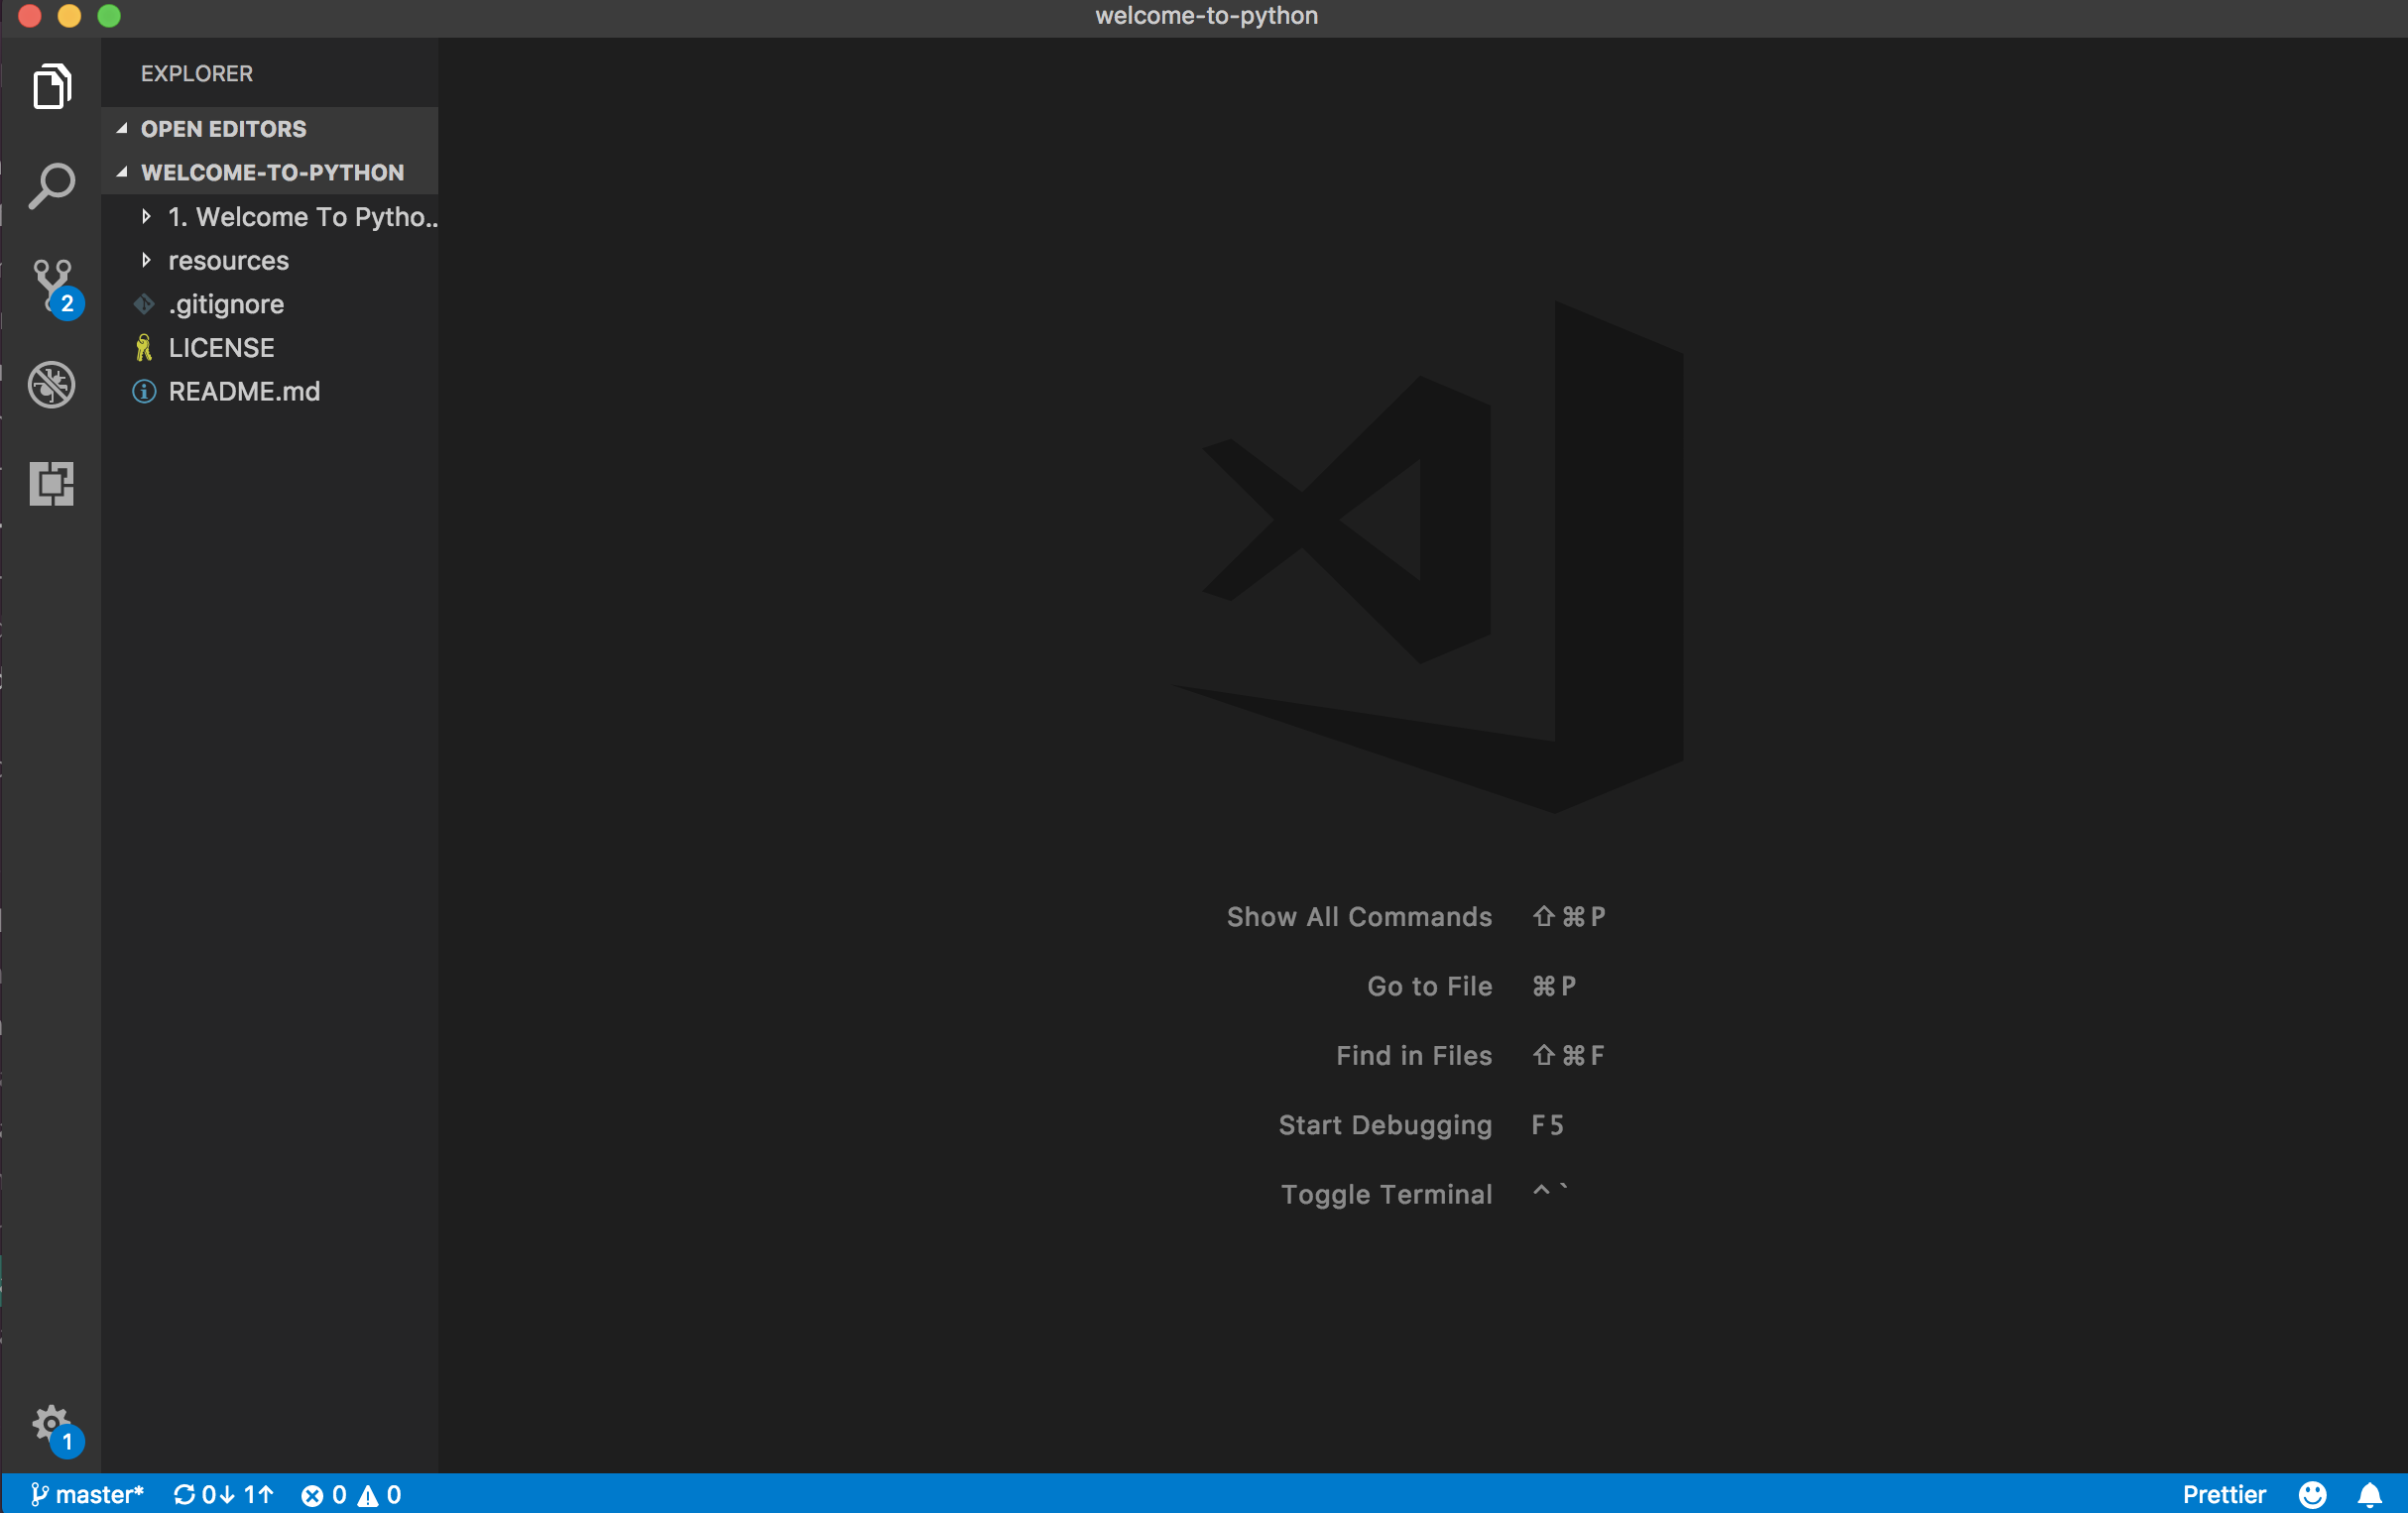 welcome-to-python
EXPLORER
OPEN EDITORS
WELCOME-TO-PYTHON
1. Welcome To Pytho..
resources
.gitignore
LICENSE
README.md
2
Show All Commands ⇧⌘P
Go to File ⌘P
Find in Files ⇧⌘F
Start Debugging F5
Toggle Terminal ^`
1
master* 0↓ 1↑ 0 0 Prettier